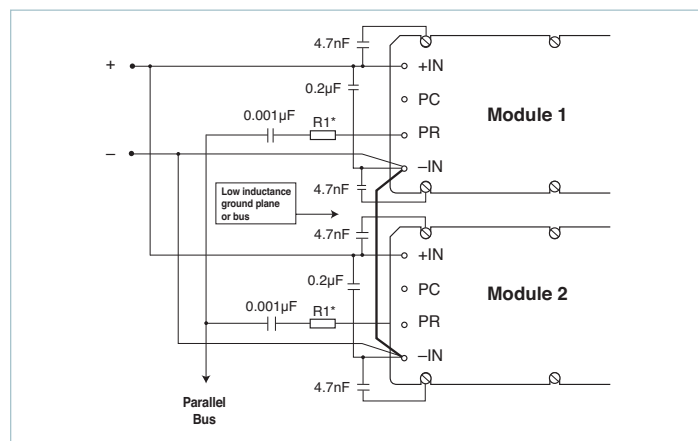 4.7nF
+
+IN
0.2µF
PC
Module 1
0.001µF
R1*
PR
–
–IN
4.7nF
Low inductance
ground plane
or bus
4.7nF
+IN
0.2µF
PC
Module 2
0.001µF
R1*
PR
–IN
4.7nF
Parallel
Bus